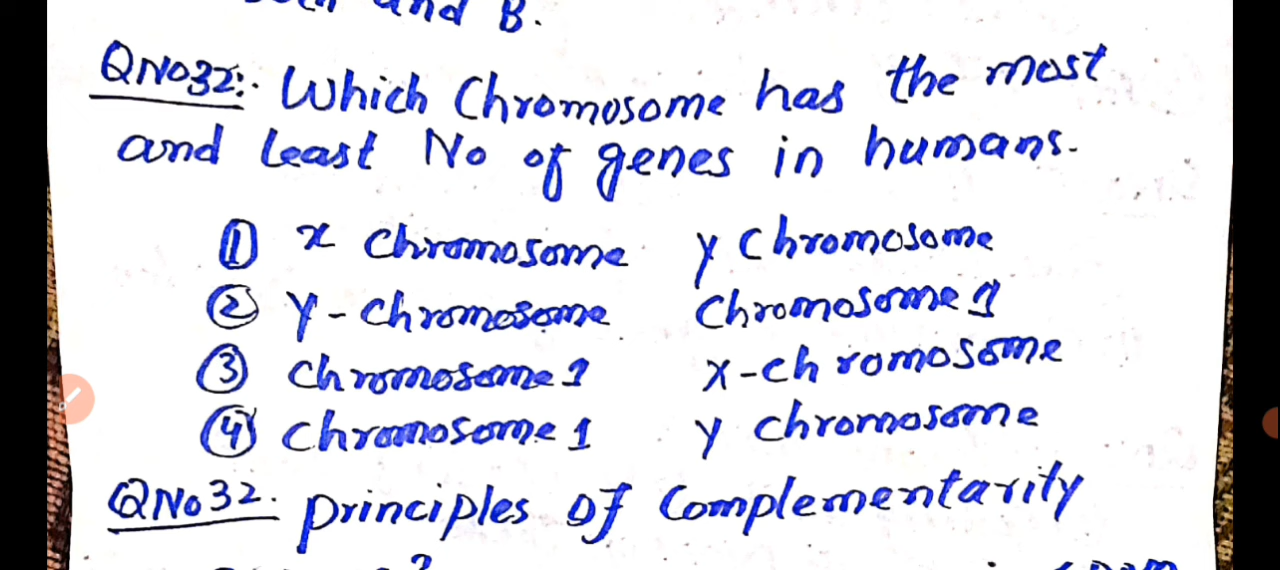 and B.
QNO32:. Which Chromosome has the most
and least No of genes in humans.
① x chromosome y chromosome
② Y-chromosome chromosome 1
③ chromosome 1 x-chromosome
④ chromosome 1 y chromosome
QNo32. principles of complementarity